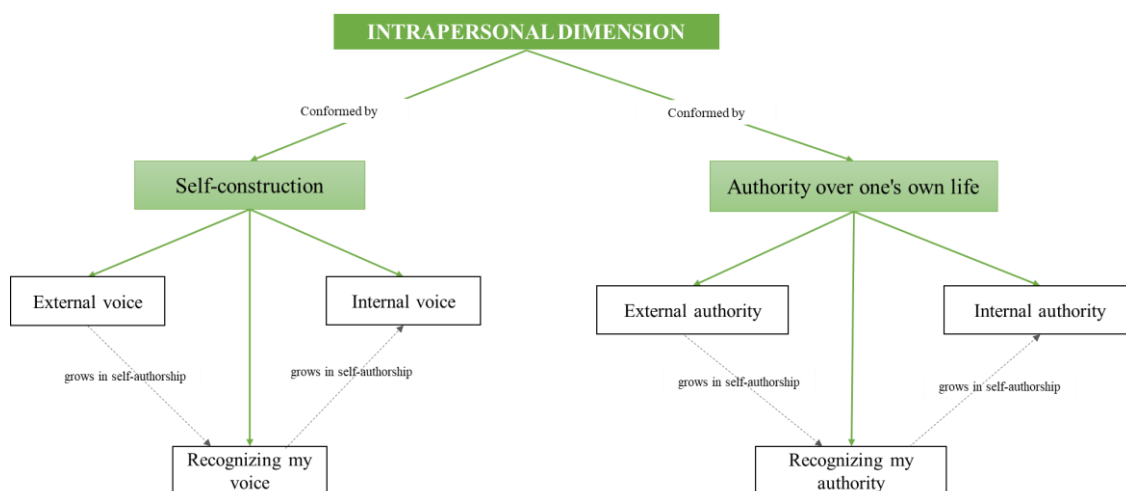 INTRAPERSONAL DIMENSION
Conformed by
Conformed by
Self-construction
Authority over one's own life
External voice
Internal voice
External authority
Internal authority
grows in self-authorship
grows in self-authorship
grows in self-authorship
grows in self-authorship
Recognizing my
voice
Recognizing my
authority